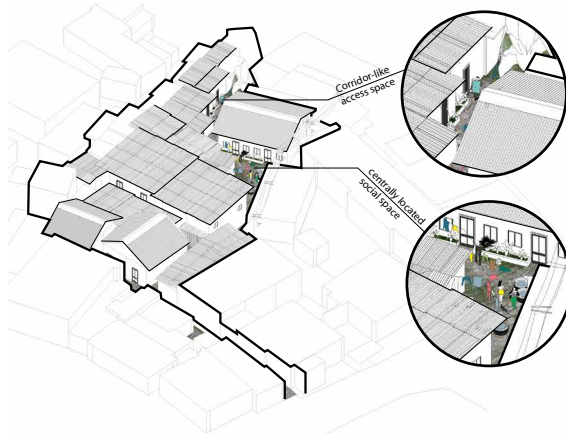 Corridor-like
access space
centrally located
social space